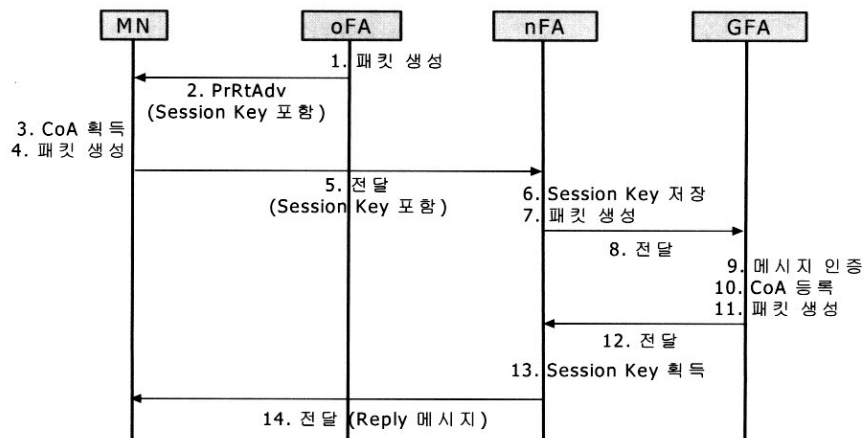 MN
oFA
nFA
GFA
1. 패킷 생성
2. PrRtAdv
(Session Key 포함)
3. CoA 획득
4. 패킷 생성
5. 전달
(Session Key 포함)
6. Session Key 저장
7. 패킷 생성
8. 전달
9. 메시지 인증
10. CoA 등록
11. 패킷 생성
12. 전달
13. Session Key 획득
14. 전달 (Reply 메시지)